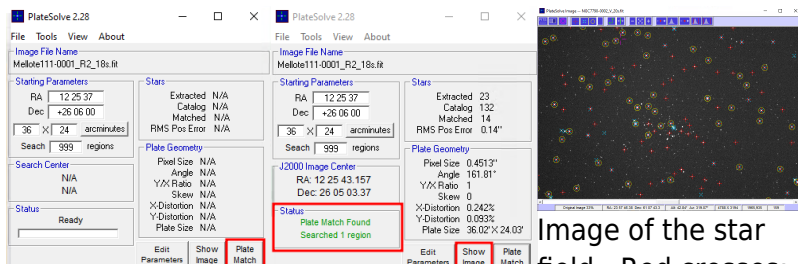 PlateSolve 2.28
File Tools View About
Image File Name
Mellote111-0001_R2_18s.fit
Starting Parameters
RA 12 25 37
Dec +26 06 00
36 X 24 arcminutes
Seach 999 regions
Search Center
N/A
N/A
Status
Ready
Stars
Extracted N/A
Catalog N/A
Matched N/A
RMS Pos Error N/A
Plate Geometry
Pixel Size N/A
Angle N/A
Y/X Ratio N/A
Skew N/A
X-Distortion N/A
Y-Distortion N/A
Plate Size N/A
Edit Parameters
Show Image
Plate Match
PlateSolve 2.28
File Tools View About
Image File Name
Mellote111-0001_R2_18s.fit
Starting Parameters
RA 12 25 37
Dec +26 06 00
36 X 24 arcminutes
Seach 999 regions
J2000 Image Center
RA: 12 25 43.157
Dec: 26 05 03.37
Status
Plate Match Found
Searched 1 region
Stars
Extracted 23
Catalog 132
Matched 14
RMS Pos Error 0.14"
Plate Geometry
Pixel Size 0.4513"
Angle 161.81°
Y/X Ratio 1
Skew 0
X-Distortion 0.242%
Y-Distortion 0.093%
Plate Size 36.02' X 24.03'
Edit Parameters
Show Image
Plate Match
Image of the star